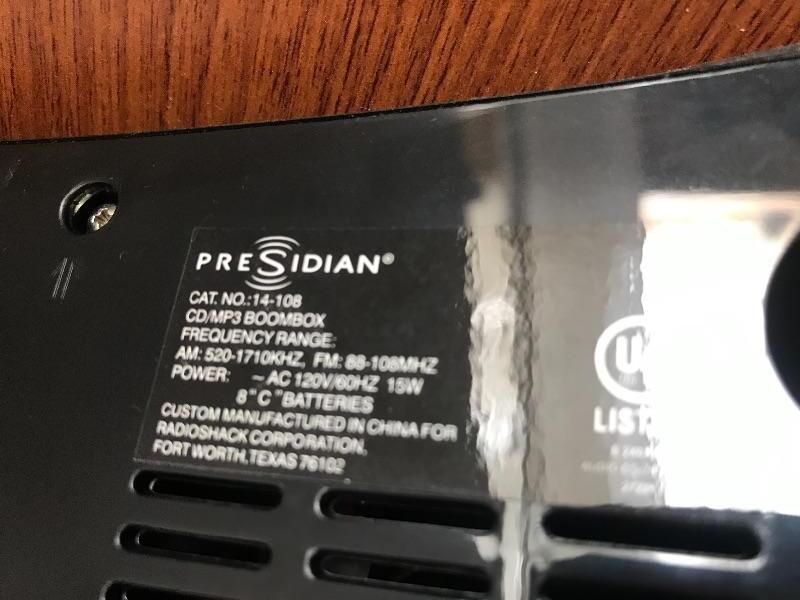 PRESIDIAN®
CAT. NO.:14-108
CD/MP3 BOOMBOX
FREQUENCY RANGE:
AM: 520-1710KHZ, FM: 88-108MHZ
POWER: ~ AC 120V/60HZ 15W
8 "C" BATTERIES
CUSTOM MANUFACTURED IN CHINA FOR
RADIOSHACK CORPORATION,
FORT WORTH, TEXAS 76102